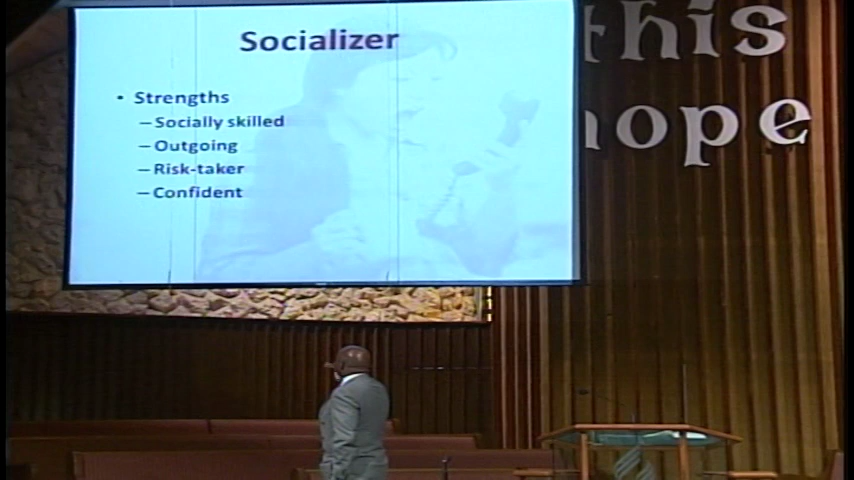 Socializer
• Strengths
–Socially skilled
–Outgoing
–Risk-taker
–Confident
this
hope